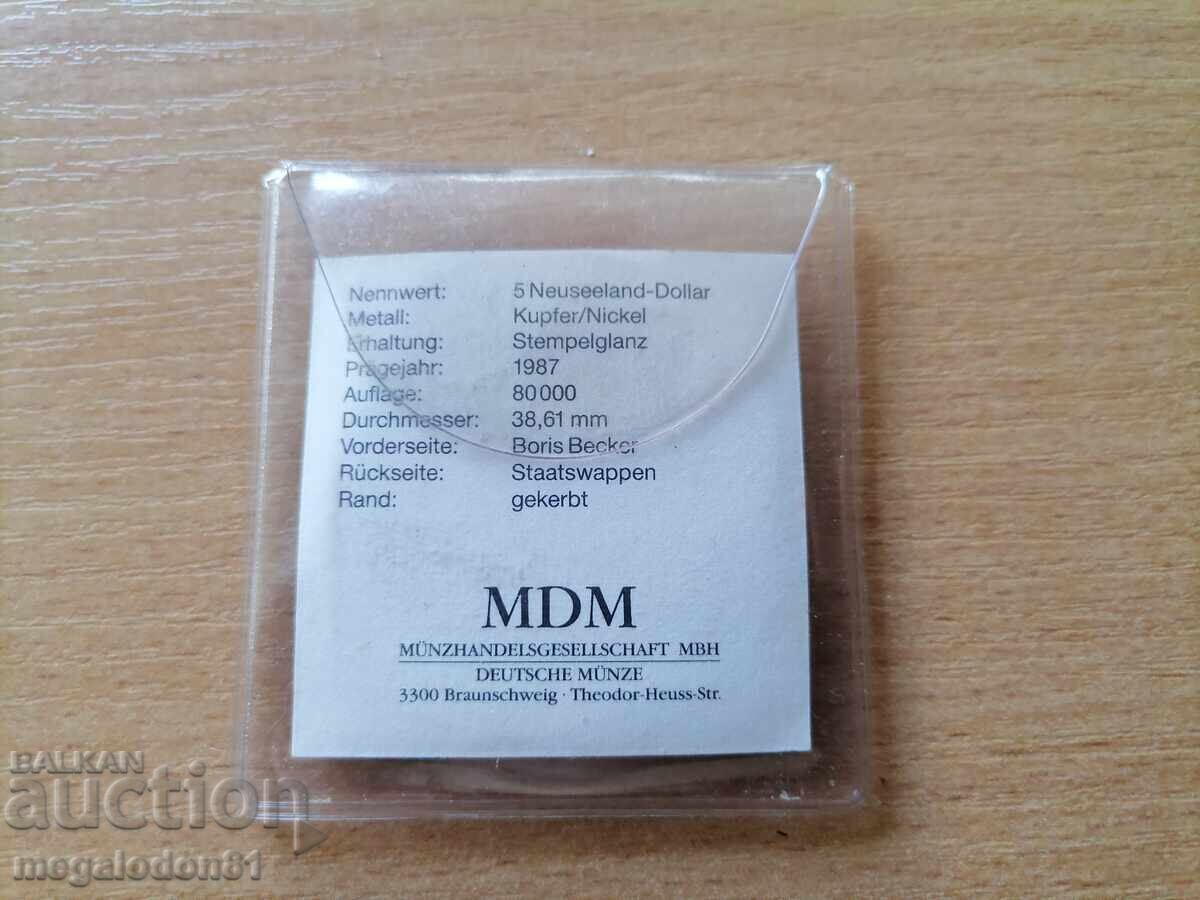 Nennwert: 5 Neuseeland-Dollar
Metall: Kupfer/Nickel
Erhaltung: Stempelglanz
Prägejahr: 1987
Auflage: 80000
Durchmesser: 38,61 mm
Vorderseite: Boris Becker
Rückseite: Staatswappen
Rand: gekerbt
MDM
MÜNZHANDELSGESELLSCHAFT MBH
DEUTSCHE MÜNZE
3300 Braunschweig · Theodor-Heuss-Str.
BALKAN
auction
megalodon81